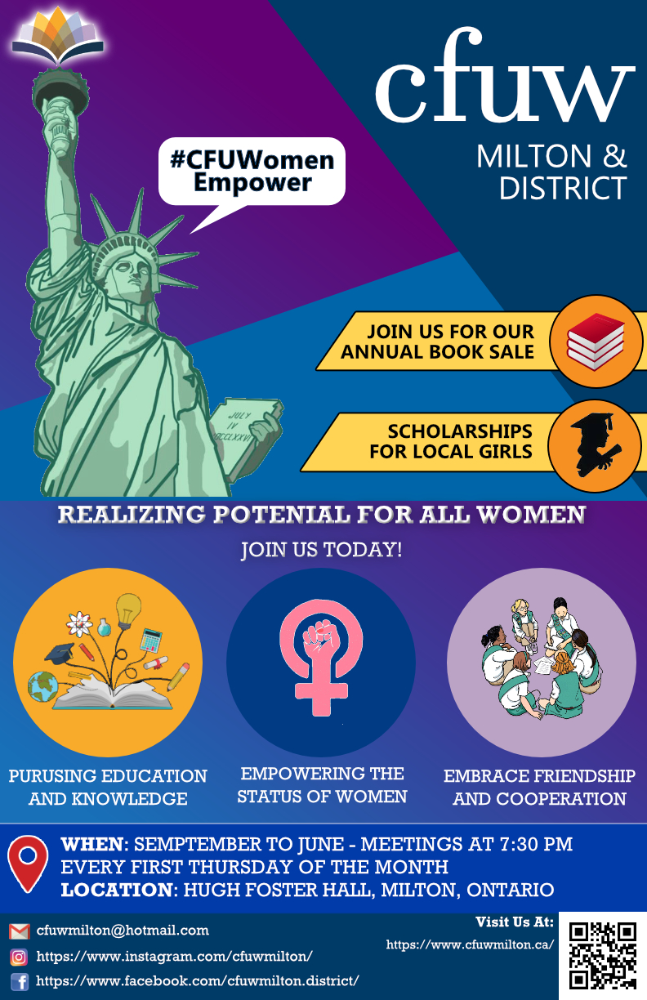 cfuw
MILTON &
DISTRICT
#CFUWomen
Empower
JOIN US FOR OUR
ANNUAL BOOK SALE
SCHOLARSHIPS
FOR LOCAL GIRLS
JULY
IV
MDCCLXXVI
REALIZING POTENIAL FOR ALL WOMEN
JOIN US TODAY!
PURUSING EDUCATION
AND KNOWLEDGE
EMPOWERING THE
STATUS OF WOMEN
EMBRACE FRIENDSHIP
AND COOPERATION
WHEN: SEMPTEMBER TO JUNE - MEETINGS AT 7:30 PM
EVERY FIRST THURSDAY OF THE MONTH
LOCATION: HUGH FOSTER HALL, MILTON, ONTARIO
cfuwmilton@hotmail.com
https://www.instagram.com/cfuwmilton/
https://www.facebook.com/cfuwmilton.district/
Visit Us At:
https://www.cfuwmilton.ca/